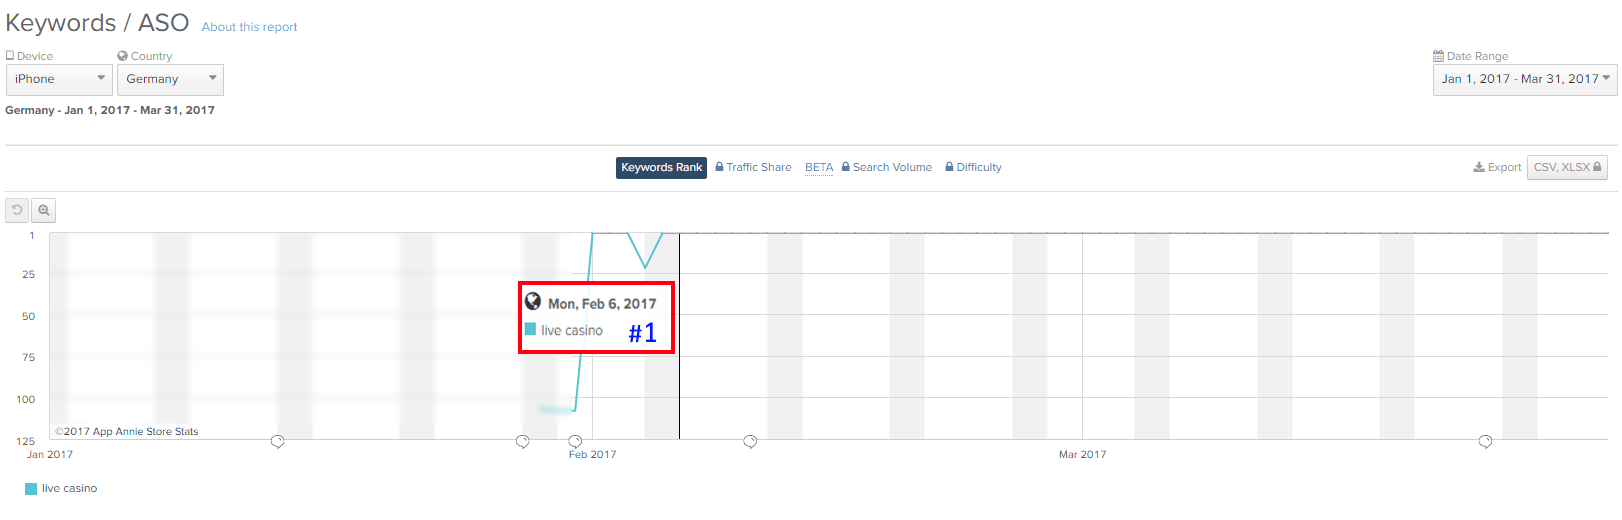 Keywords / ASO About this report
Device Country Date Range
iPhone Germany Jan 1, 2017 - Mar 31, 2017
Germany - Jan 1, 2017 - Mar 31, 2017
Keywords Rank Traffic Share BETA Search Volume Difficulty Export CSV, XLSX
1
25
Mon, Feb 6, 2017
50
live casino #1
75
100
©2017 App Annie Store Stats
125
Jan 2017 Feb 2017 Mar 2017
live casino